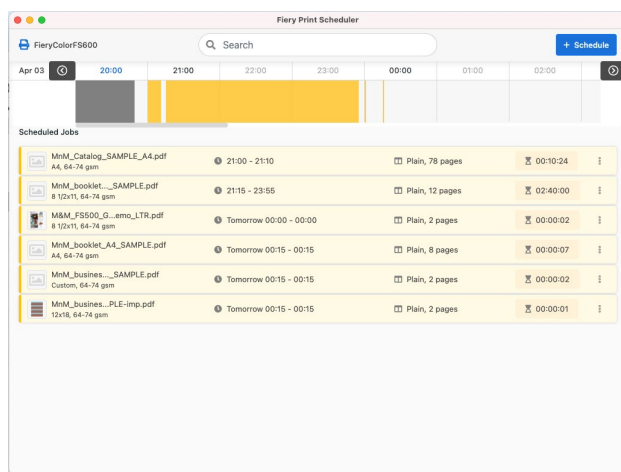 Fiery Print Scheduler
FieryColorFS600
Search
+ Schedule
Apr 03 20:00 21:00 22:00 23:00 00:00 01:00 02:00
Scheduled Jobs
MnM_Catalog_SAMPLE_A4.pdf
A4, 64-74 gsm
21:00 - 21:10
Plain, 78 pages
00:10:24
MnM_booklet..._SAMPLE.pdf
8 1/2x11, 64-74 gsm
21:15 - 23:55
Plain, 12 pages
02:40:00
M&M_FS500_G...emo_LTR.pdf
8 1/2x11, 64-74 gsm
Tomorrow 00:00 - 00:00
Plain, 2 pages
00:00:02
MnM_booklet_A4_SAMPLE.pdf
A4, 64-74 gsm
Tomorrow 00:15 - 00:15
Plain, 8 pages
00:00:07
MnM_busines..._SAMPLE.pdf
Custom, 64-74 gsm
Tomorrow 00:15 - 00:15
Plain, 2 pages
00:00:02
MnM_busines...PLE-imp.pdf
12x18, 64-74 gsm
Tomorrow 00:15 - 00:15
Plain, 2 pages
00:00:01